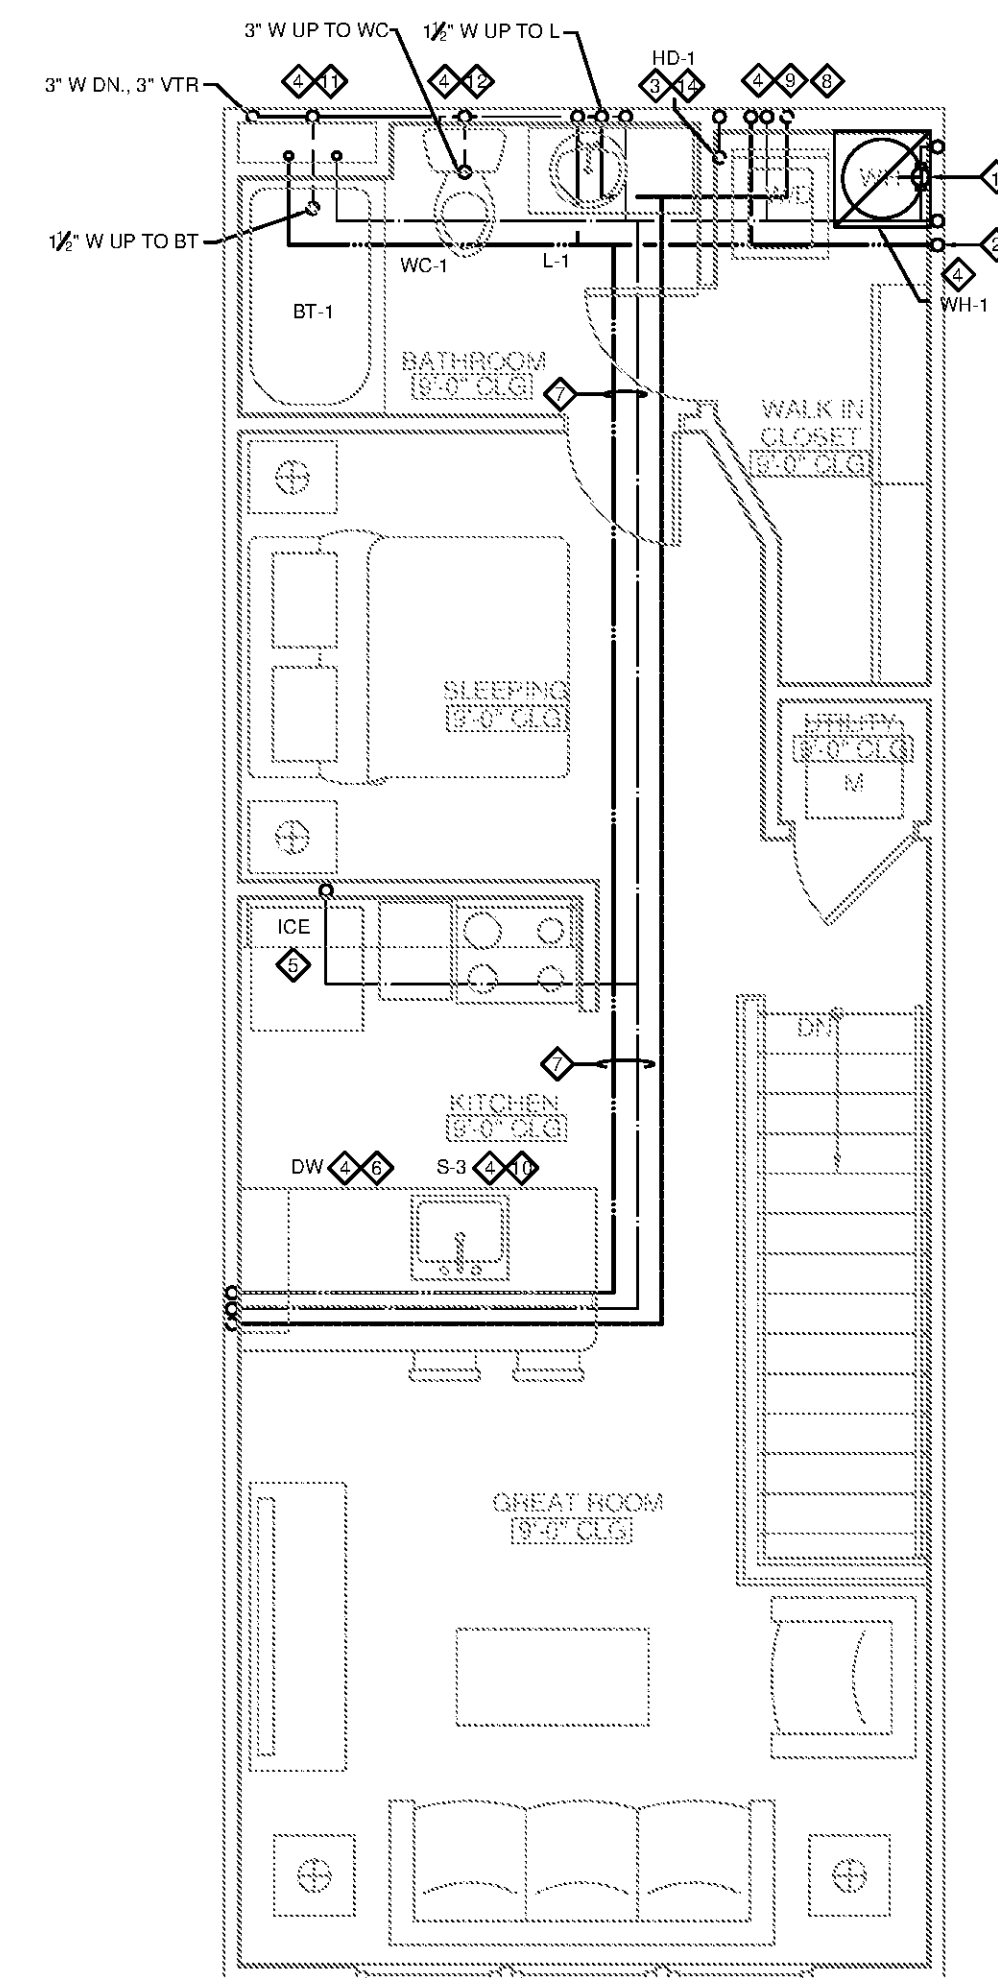 3" W UP TO WC
1½" W UP TO L
HD-1
3" W DN., 3" VTR
4 11
4 12
3 14
4 9 8
1
1½" W UP TO BT
WC-1
L-1
2
4
WH-1
BT-1
BATHROOM
9'-0" CLG
7
WALK IN
CLOSET
9'-0" CLG
SLEEPING
9'-0" CLG
UTILITY
9'-0" CLG
M
ICE
5
DN
7
KITCHEN
9'-0" CLG
DW 4 6
S-3 4 10
GREAT ROOM
9'-0" CLG